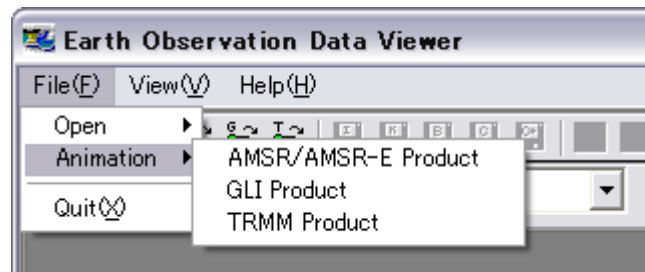 Earth Observation Data Viewer
File(F) View(V) Help(H)
Open
Animation
AMSR/AMSR-E Product
GLI Product
TRMM Product
Quit(X)